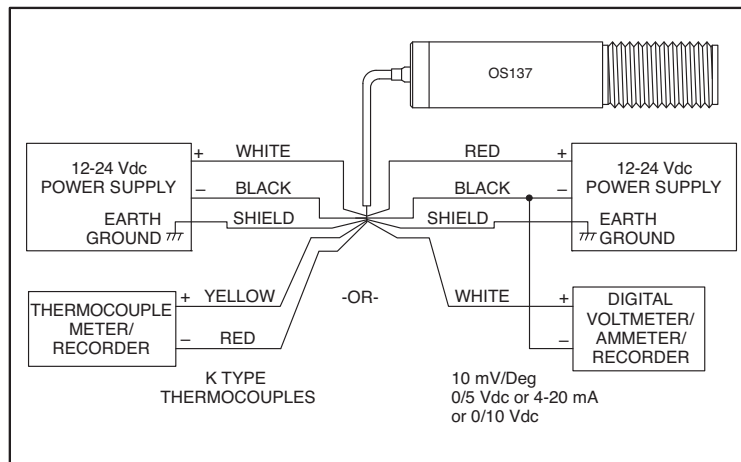 OS137
12-24 Vdc
POWER SUPPLY
+
–
EARTH
GROUND
WHITE
BLACK
SHIELD
RED
BLACK
SHIELD
+
–
12-24 Vdc
POWER SUPPLY
EARTH
GROUND
THERMOCOUPLE
METER/
RECORDER
+
–
YELLOW
RED
-OR-
WHITE
+
–
DIGITAL
VOLTMETER/
AMMETER/
RECORDER
K TYPE
THERMOCOUPLES
10 mV/Deg
0/5 Vdc or 4-20 mA
or 0/10 Vdc